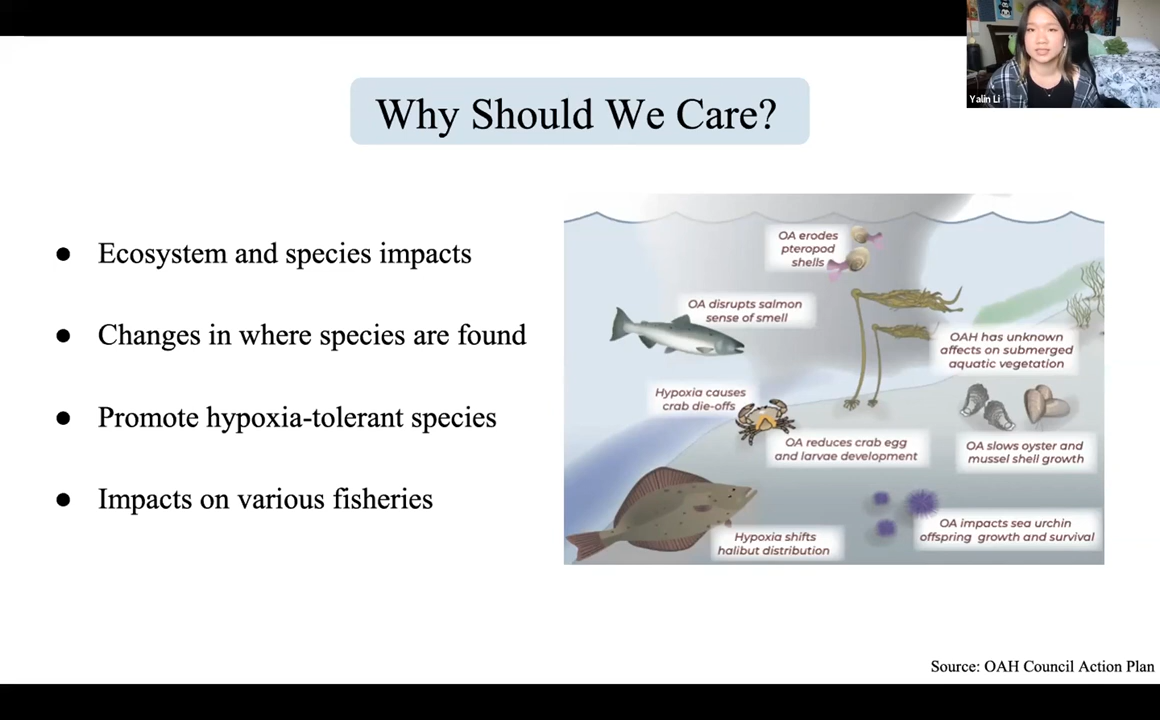 Yalin Li
Why Should We Care?
● Ecosystem and species impacts
● Changes in where species are found
● Promote hypoxia-tolerant species
● Impacts on various fisheries
OA erodes
pteropod
shells
OA disrupts salmon
sense of smell
OAH has unknown
affects on submerged
aquatic vegetation
Hypoxia causes
crab die-offs
OA reduces crab egg
and larvae development
OA slows oyster and
mussel shell growth
Hypoxia shifts
halibut distribution
OA impacts sea urchin
offspring growth and survival
Source: OAH Council Action Plan